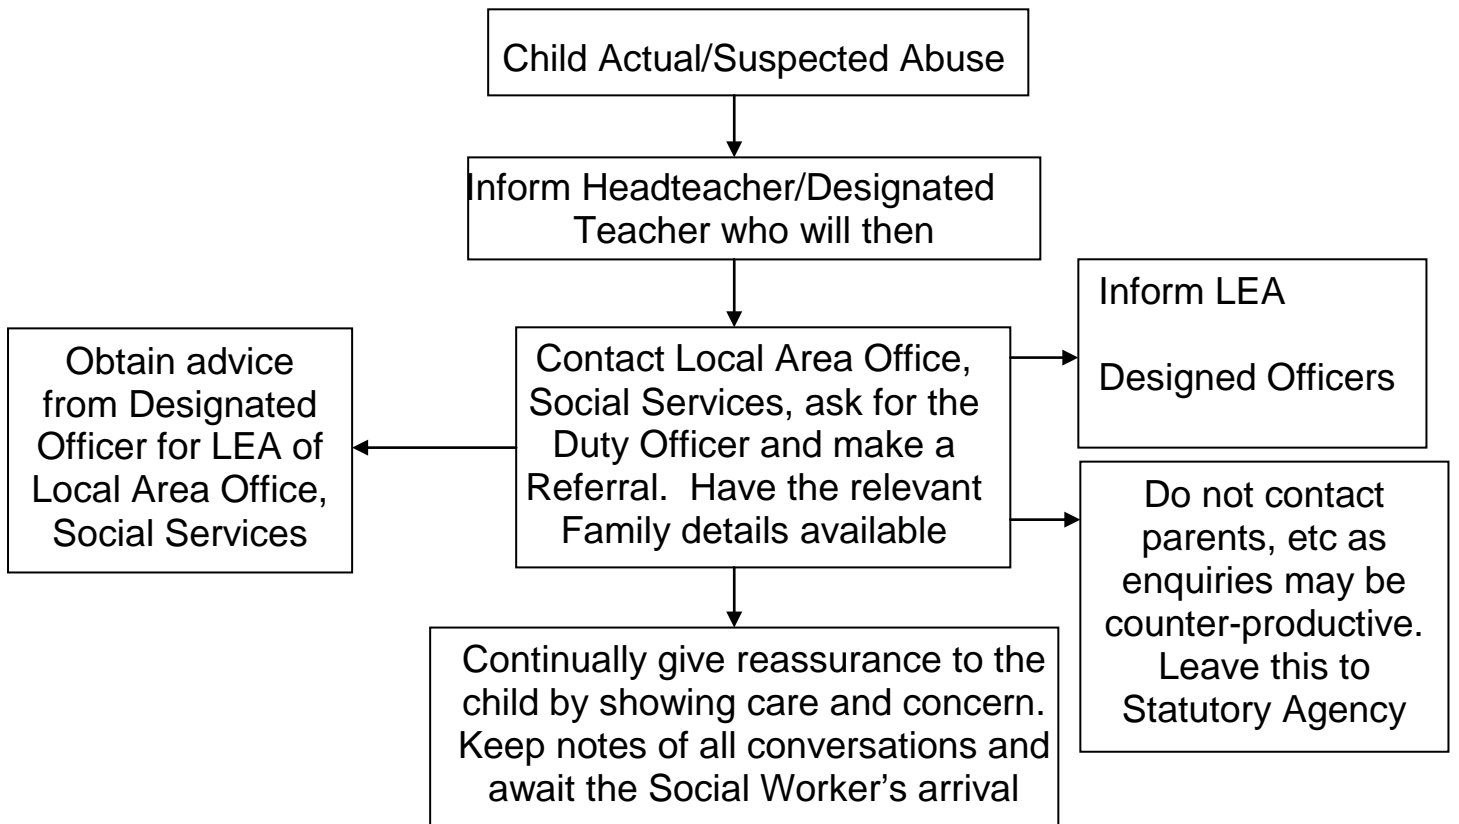 Child Actual/Suspected Abuse
Inform Headteacher/Designated
Teacher who will then
Inform LEA
Designed Officers
Obtain advice
from Designated
Officer for LEA of
Local Area Office,
Social Services
Contact Local Area Office,
Social Services, ask for the
Duty Officer and make a
Referral. Have the relevant
Family details available
Do not contact
parents, etc as
enquiries may be
counter-productive.
Leave this to
Statutory Agency
Continually give reassurance to the
child by showing care and concern.
Keep notes of all conversations and
await the Social Worker’s arrival